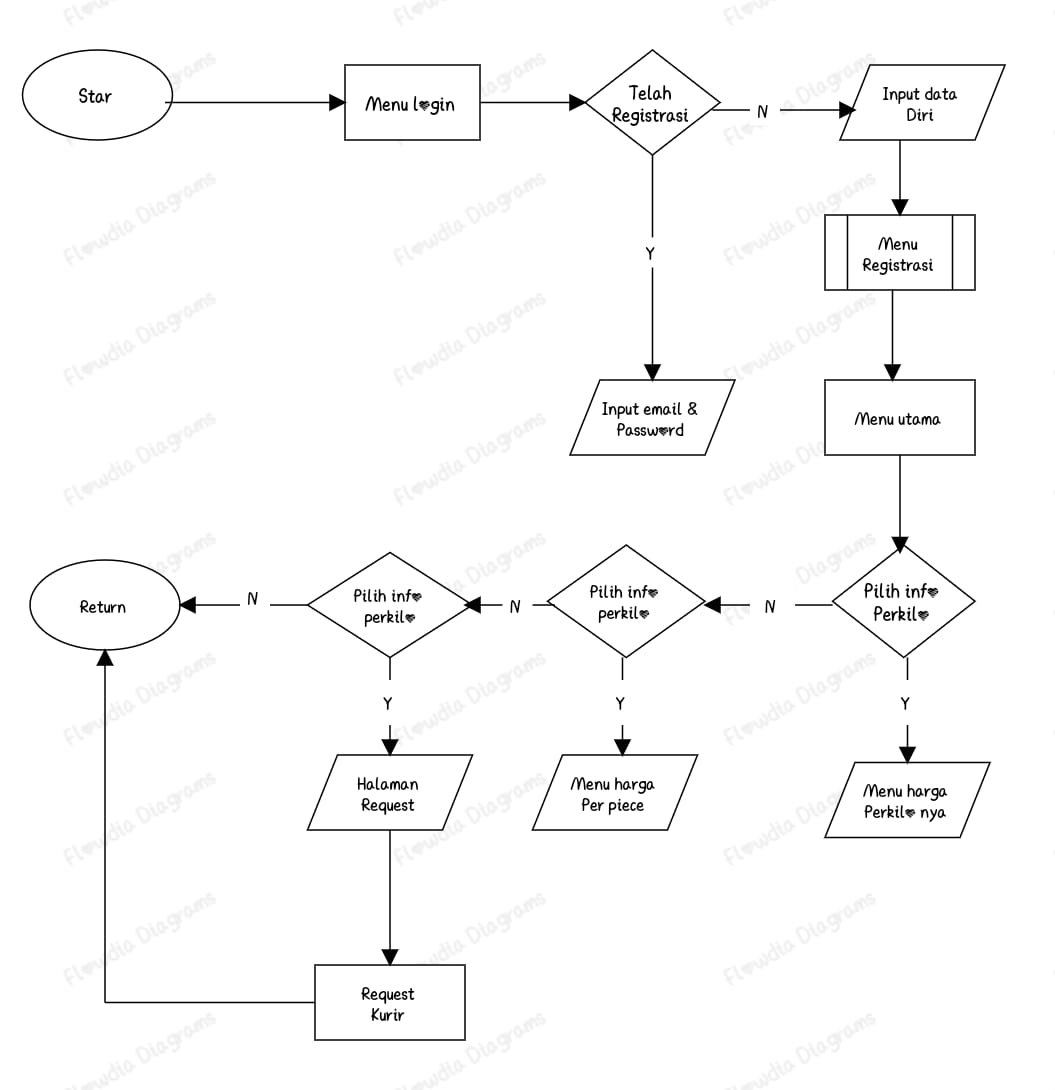 Star
Menu login
Telah
Registrasi
N
Input data
Diri
Menu
Registrasi
Y
Input email &
Password
Menu utama
Return
N
Pilih info
perkilo
N
Pilih info
perkilo
N
Pilih info
Perkilo
Y
Y
Y
Halaman
Request
Menu harga
Per piece
Menu harga
Perkilo nya
Request
Kurir
Flowdia Diagrams